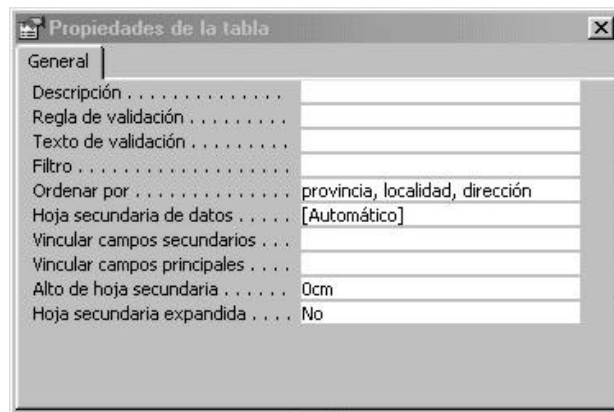 Propiedades de la tabla
General
Descripción . . . . . . . . . . . . . .
Regla de validación . . . . . . . . .
Texto de validación . . . . . . . . .
Filtro . . . . . . . . . . . . . . . . . . .
Ordenar por . . . . . . . . . . . . . . provincia, localidad, dirección
Hoja secundaria de datos . . . . . [Automático]
Vincular campos secundarios . . .
Vincular campos principales . . . .
Alto de hoja secundaria . . . . . . 0cm
Hoja secundaria expandida . . . . No